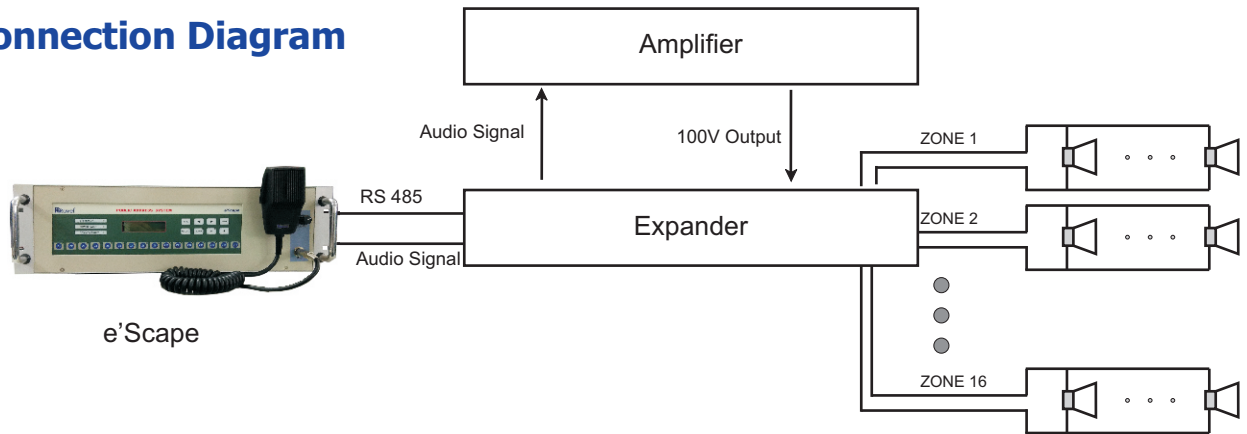 onnection Diagram
Amplifier
Audio Signal
100V Output
ZONE 1
RS 485
Expander
ZONE 2
Audio Signal
e’Scape
ZONE 16